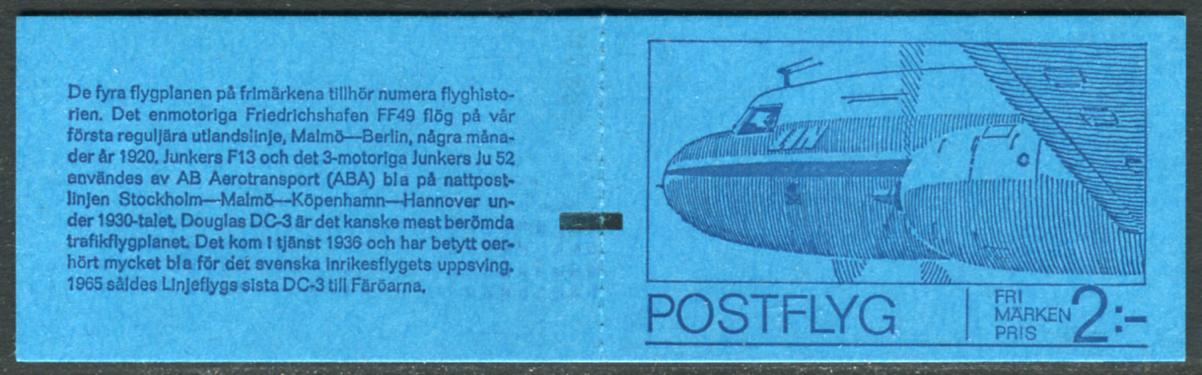 De fyra flygplanen på frimärkena tillhör numera flyghisto-
rien. Det enmotoriga Friedrichshafen FF49 flög på vår
första reguljära utlandslinje, Malmö—Berlin, några måna-
der år 1920. Junkers F13 och det 3-motoriga Junkers Ju 52
användes av AB Aerotransport (ABA) bl a på nattpost-
linjen Stockholm—Malmö—Köpenhamn—Hannover un-
der 1930-talet. Douglas DC-3 är det kanske mest berömda
trafikflygplanet. Det kom i tjänst 1936 och har betytt oer-
hört mycket bl a för det svenska inrikesflygets uppsving.
1965 såldes Linjeflygs sista DC-3 till Färöarna.
POSTFLYG
FRI
MÄRKEN
PRIS
2:-